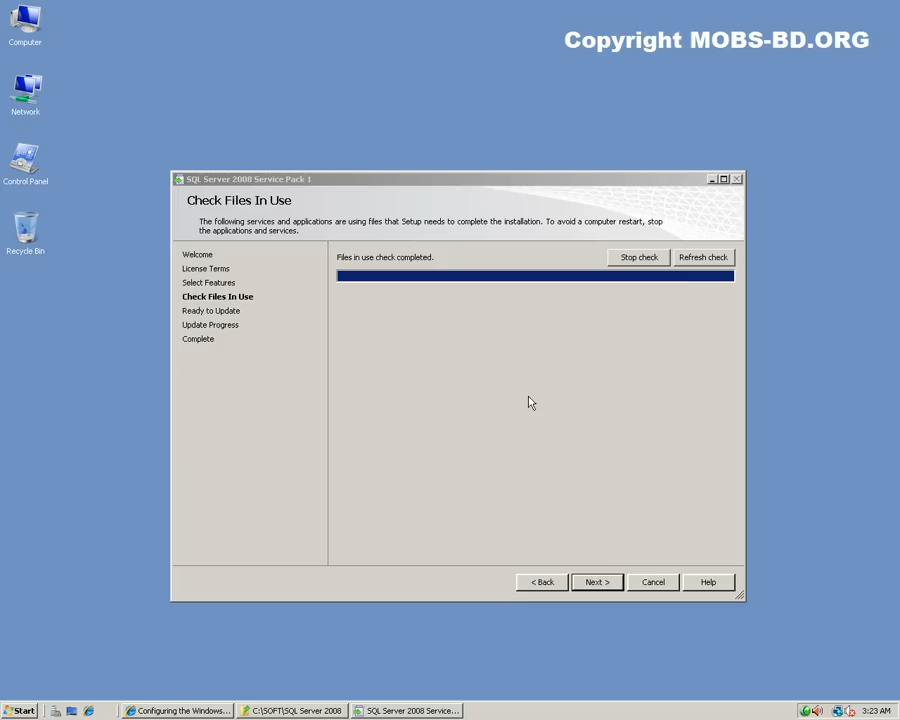 Copyright MOBS-BD.ORG
Computer
Network
Control Panel
Recycle Bin
SQL Server 2008 Service Pack 1
Check Files In Use
The following services and applications are using files that Setup needs to complete the installation. To avoid a computer restart, stop
the applications and services.
Welcome
License Terms
Select Features
Check Files In Use
Ready to Update
Update Progress
Complete
Files in use check completed.
Stop check
Refresh check
< Back
Next >
Cancel
Help
Start
Configuring the Windows...
C:\SOFT\SQL Server 2008
SQL Server 2008 Service...
3:23 AM